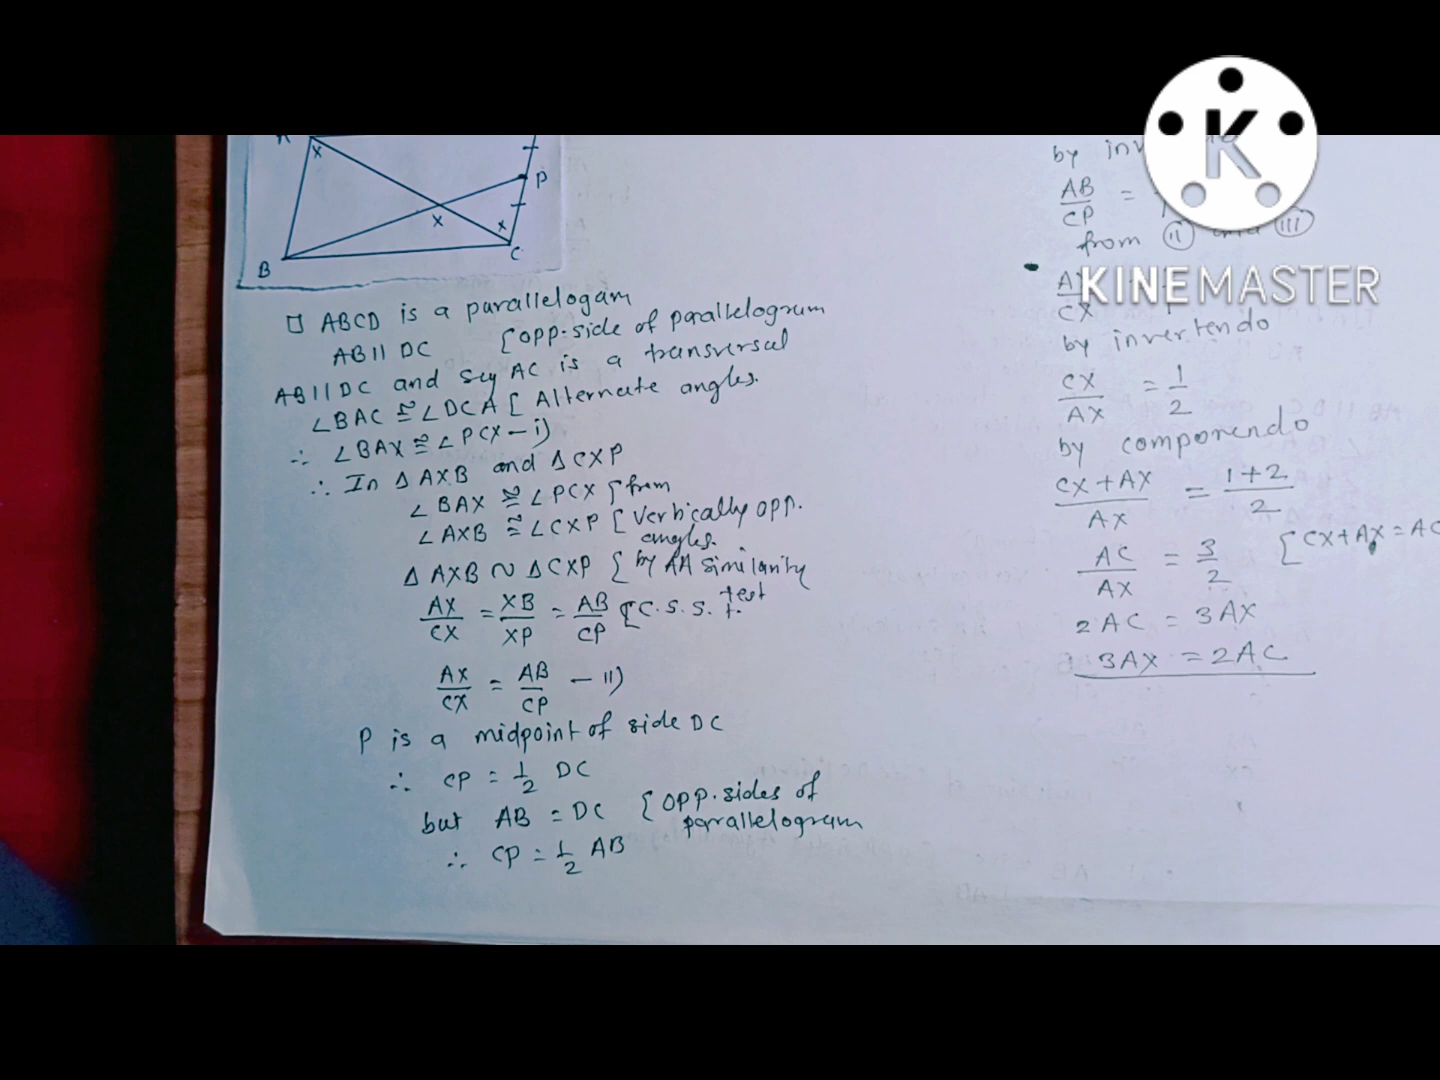 A
x
P
x
x
B
C
□ ABCD is a parallelogam
AB || DC [opp. side of parallelogram
AB || DC and seg AC is a transversal
∠BAC ≅ ∠DCA [Alternate angles.
∴ ∠BAX ≅ ∠PCX - i)
∴ In Δ AXB and Δ CXP
∠BAX ≅ ∠PCX [from
∠AXB ≅ ∠CXP [vertically opp. angles.
Δ AXB ~ Δ CXP [by AA similarity test
AX/CX = XB/XP = AB/CP [C.S.S.T.
AX/CX = AB/CP - II)
P is a midpoint of side DC
∴ CP = 1/2 DC
but AB = DC [opp. sides of parallelogram
∴ CP = 1/2 AB
by
AB/CP =
from (II) and (III)
CX
by invertendo
CX/AX = 1/2
by componendo
CX+AX/AX = 1+2/2
AC/AX = 3/2 [CX+AX = AC
2AC = 3AX
3AX = 2AC
K
KINEMASTER